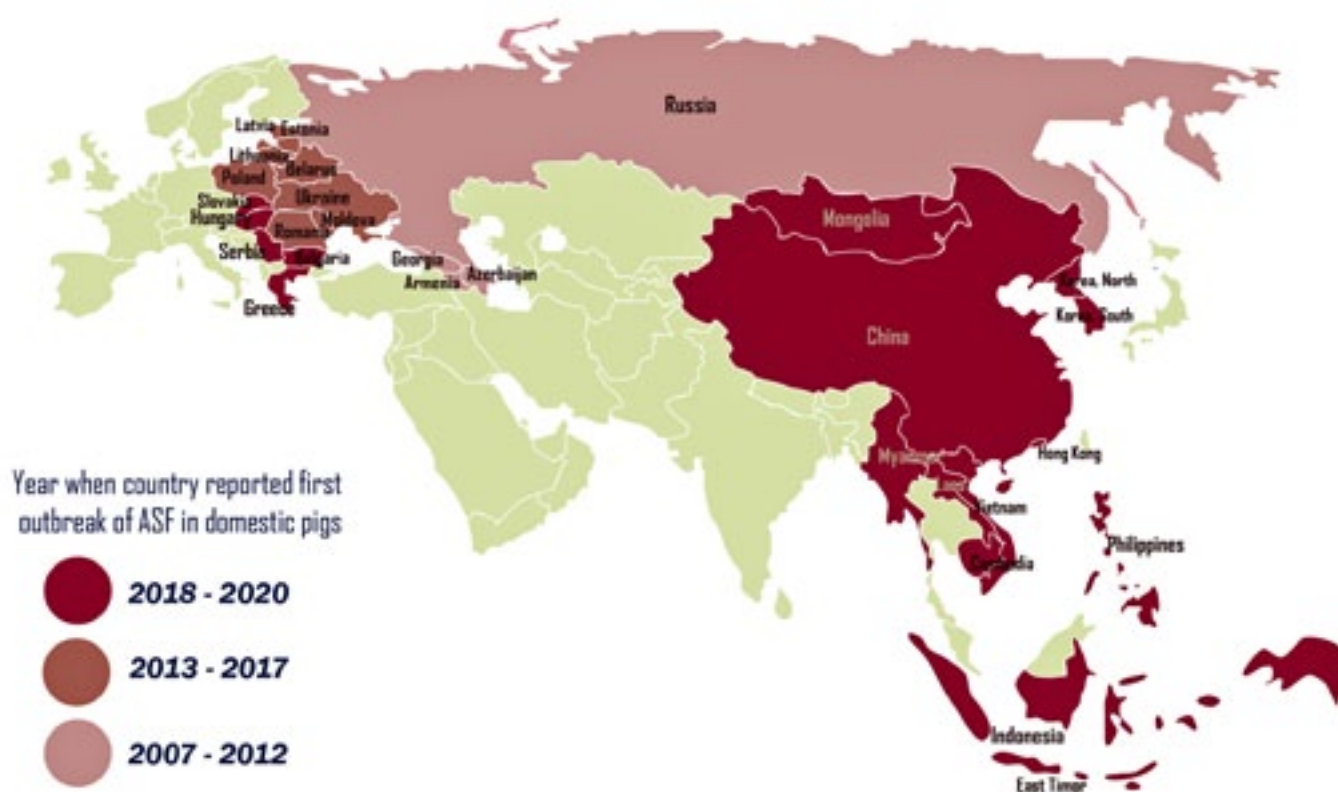 Russia
Latvia
Estonia
Lithuania
Belarus
Poland
Ukraine
Slovakia
Hungary
Moldova
Romania
Serbia
Bulgaria
Georgia
Azerbaijan
Armenia
Greece
Mongolia
Korea, North
Korea, South
China
Hong Kong
Myanmar
Laos
Vietnam
Philippines
Cambodia
Indonesia
East Timor
Year when country reported first
outbreak of ASF in domestic pigs
2018 - 2020
2013 - 2017
2007 - 2012